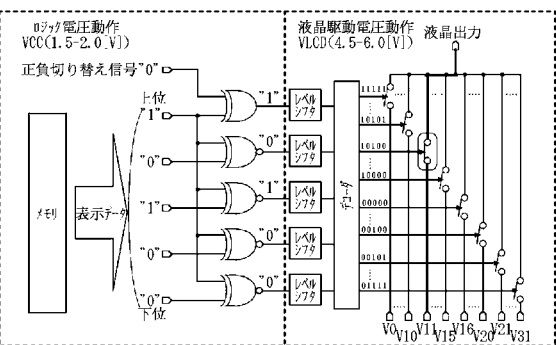 ロジック電圧動作
VCC(1.5-2.0[V])
液晶駆動電圧動作
VLCD(4.5-6.0[V])
液晶出力
正負切り替え信号"0"
上位
"1"
"0"
"1"
"0"
"0"
下位
メモリ
表示データ
"1"
"0"
"1"
"0"
"0"
レベル
シフタ
レベル
シフタ
レベル
シフタ
レベル
シフタ
レベル
シフタ
デコーダ
11111
10101
10100
10000
00000
00100
00101
01111
V0
V10
V11
V15
V16
V20
V21
V31